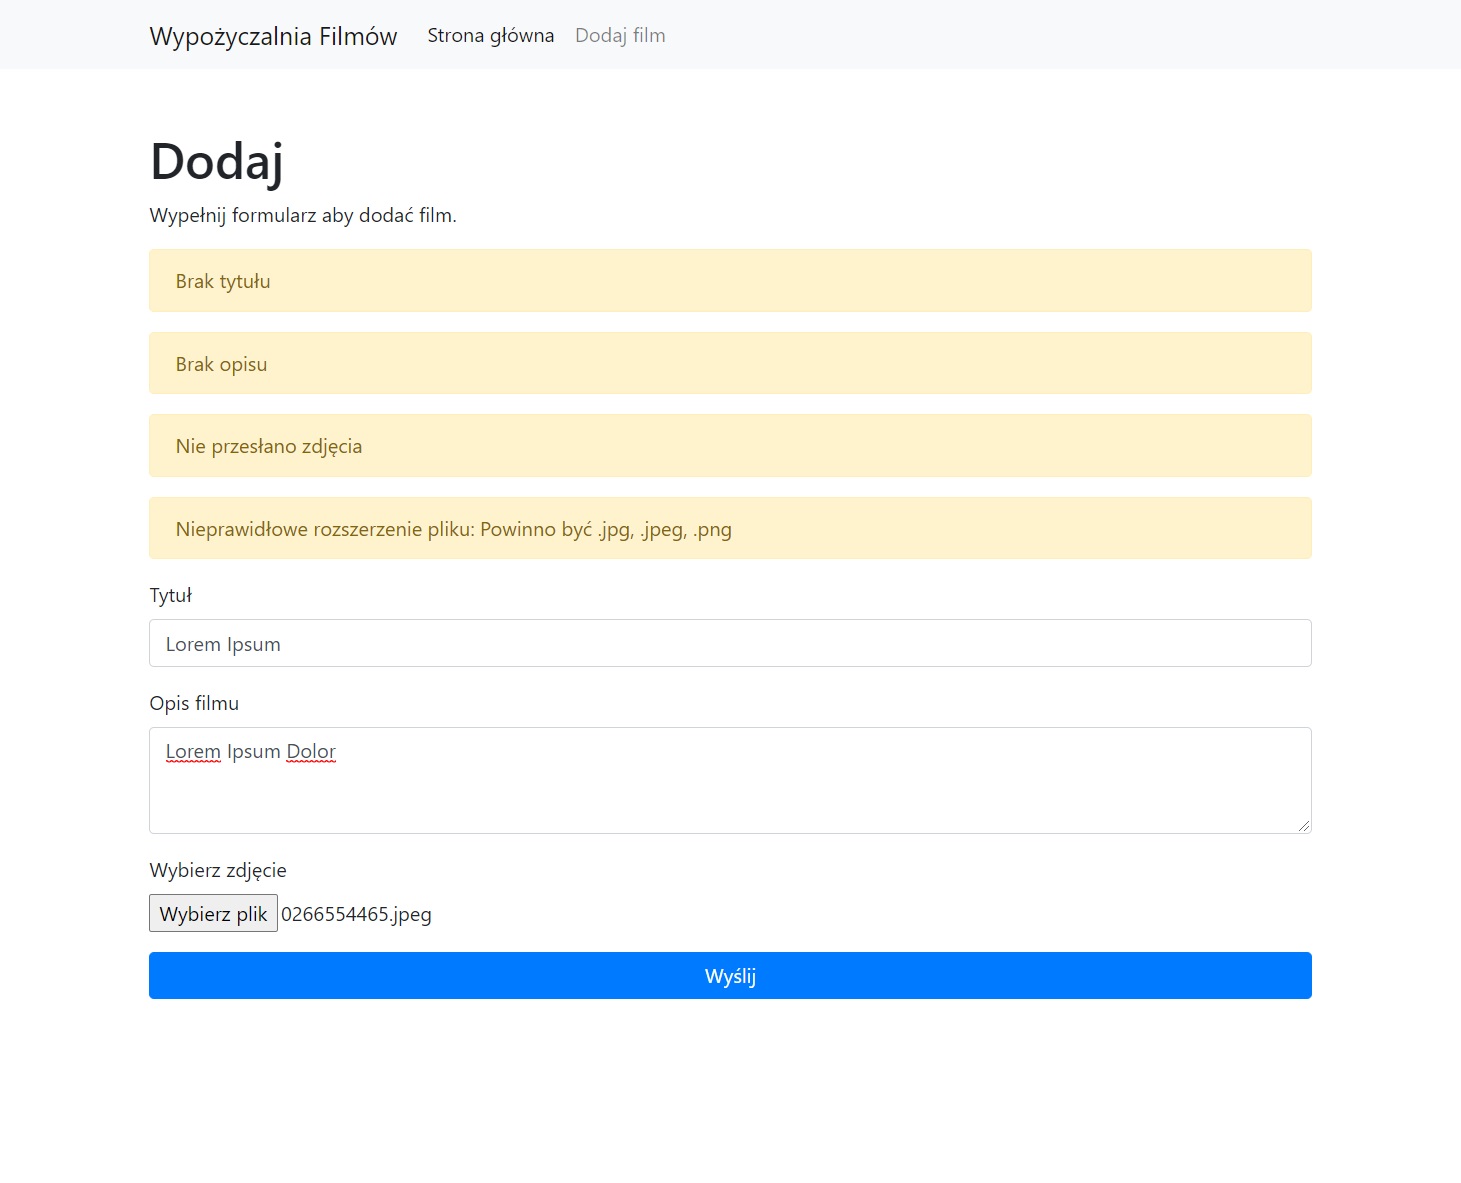 Wypożyczalnia Filmów Strona główna Dodaj film
Dodaj
Wypełnij formularz aby dodać film.
Brak tytułu
Brak opisu
Nie przesłano zdjęcia
Nieprawidłowe rozszerzenie pliku: Powinno być .jpg, .jpeg, .png
Tytuł
Lorem Ipsum
Opis filmu
Lorem Ipsum Dolor
Wybierz zdjęcie
Wybierz plik 0266554465.jpeg
Wyślij